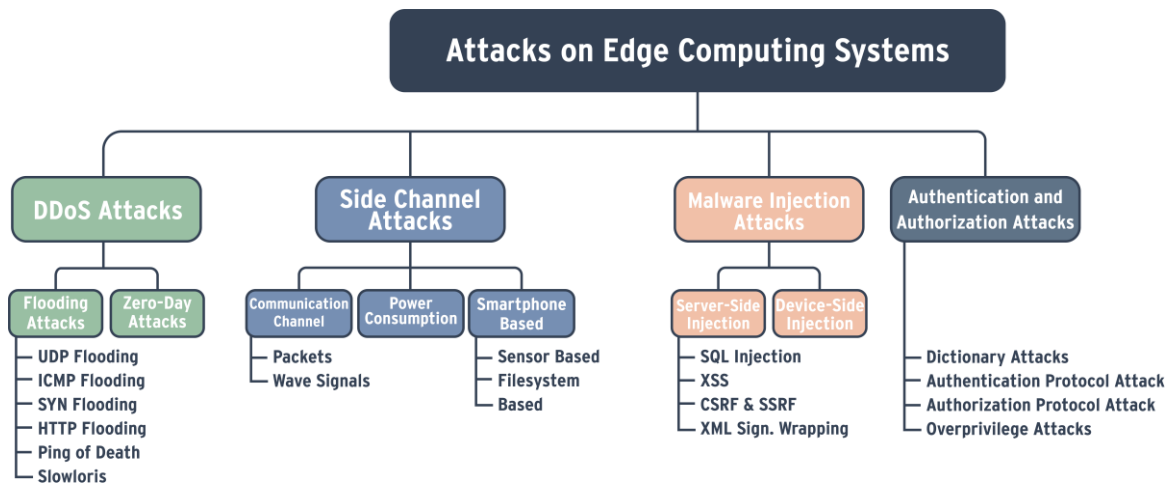 Attacks on Edge Computing Systems
DDoS Attacks
Side Channel
Attacks
Malware Injection
Attacks
Authentication and
Authorization Attacks
Flooding
Attacks
Zero-Day
Attacks
Communication
Channel
Power
Consumption
Smartphone
Based
Server-Side
Injection
Device-Side
Injection
UDP Flooding
ICMP Flooding
SYN Flooding
HTTP Flooding
Ping of Death
Slowloris
Packets
Wave Signals
Sensor Based
Filesystem
Based
SQL Injection
XSS
CSRF & SSRF
XML Sign. Wrapping
Dictionary Attacks
Authentication Protocol Attack
Authorization Protocol Attack
Overprivilege Attacks